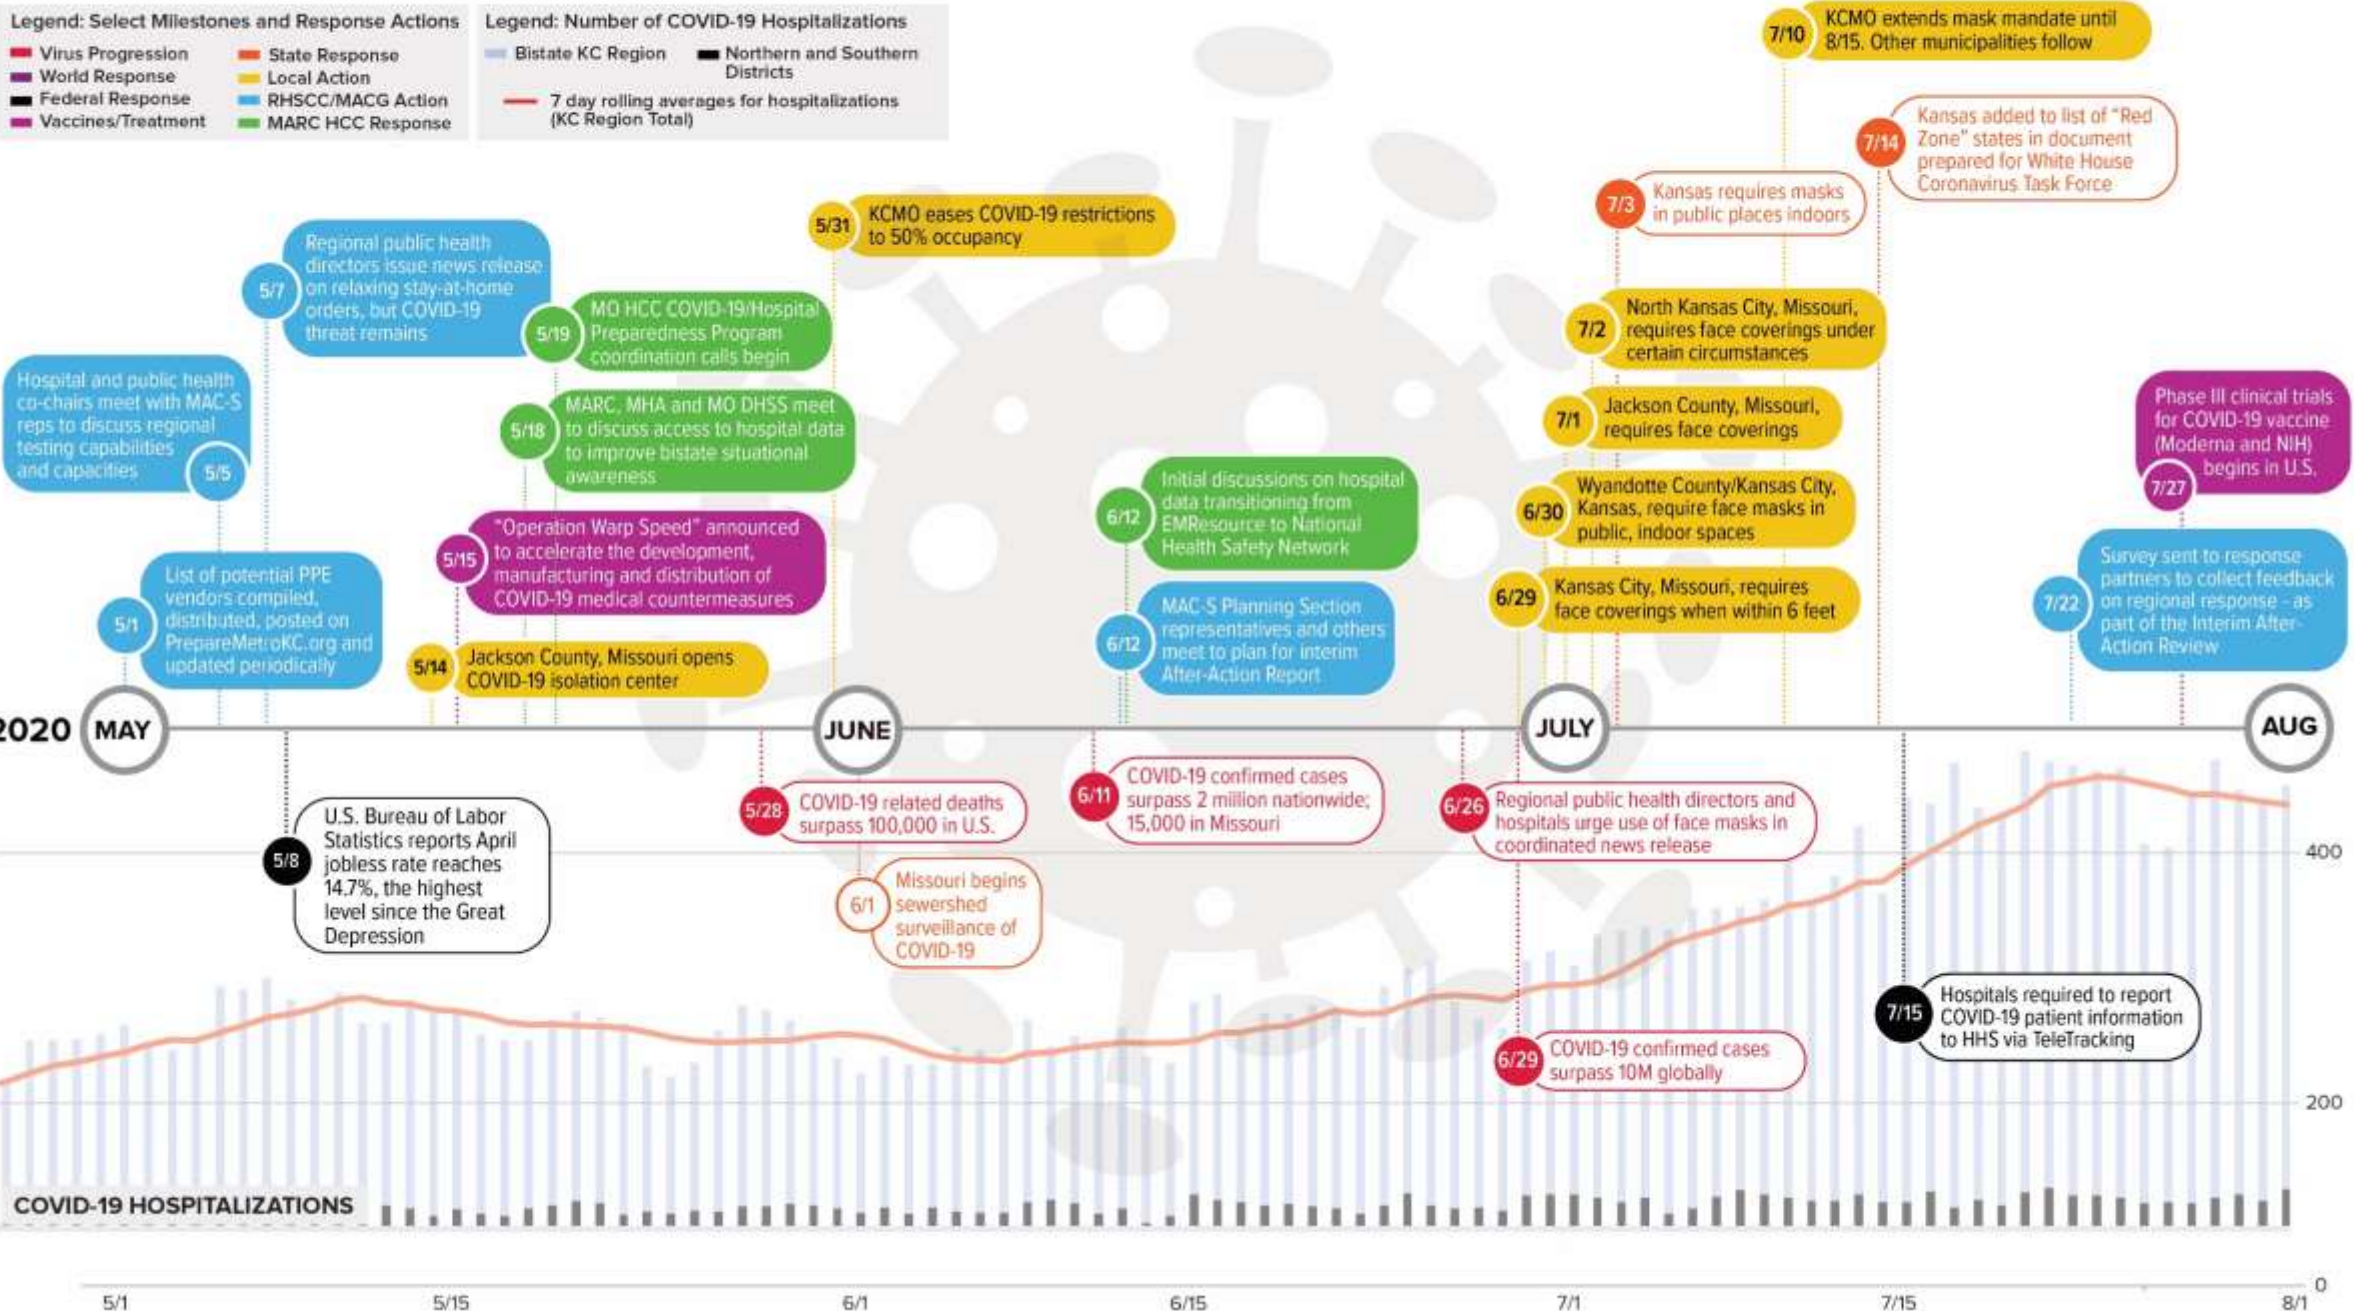 Legend: Select Milestones and Response Actions
Virus Progression
World Response
Federal Response
Vaccines/Treatment
State Response
Local Action
RHSCC/MACG Action
MARC HCC Response
Legend: Number of COVID-19 Hospitalizations
Bistate KC Region
Northern and Southern
Districts
7 day rolling averages for hospitalizations
(KC Region Total)
7/10
KCMO extends mask mandate until
8/15. Other municipalities follow
7/14
Kansas added to list of “Red
Zone” states in document
prepared for White House
Coronavirus Task Force
7/3
Kansas requires masks
in public places indoors
5/31
KCMO eases COVID-19 restrictions
to 50% occupancy
5/7
Regional public health
directors issue news release
on relaxing stay-at-home
orders, but COVID-19
threat remains
5/19
MO HCC COVID-19/Hospital
Preparedness Program
coordination calls begin
7/2
North Kansas City, Missouri,
requires face coverings under
certain circumstances
Hospital and public health
co-chairs meet with MAC-S
reps to discuss regional
testing capabilities
and capacities
5/5
5/18
MARC, MHA and MO DHSS meet
to discuss access to hospital data
to improve bistate situational
awareness
7/1
Jackson County, Missouri,
requires face coverings
Phase III clinical trials
for COVID-19 vaccine
(Moderna and NIH)
begins in U.S.
7/27
6/12
Initial discussions on hospital
data transitioning from
EMResource to National
Health Safety Network
6/30
Wyandotte County/Kansas City,
Kansas, require face masks in
public, indoor spaces
5/15
“Operation Warp Speed” announced
to accelerate the development,
manufacturing and distribution of
COVID-19 medical countermeasures
5/1
List of potential PPE
vendors compiled,
distributed, posted on
PrepareMetroKC.org and
updated periodically
6/12
MAC-S Planning Section
representatives and others
meet to plan for interim
After-Action Report
6/29
Kansas City, Missouri, requires
face coverings when within 6 feet
7/22
Survey sent to response
partners to collect feedback
on regional response - as
part of the Interim After-
Action Review
5/14
Jackson County, Missouri opens
COVID-19 isolation center
2020
MAY
JUNE
JULY
AUG
5/8
U.S. Bureau of Labor
Statistics reports April
jobless rate reaches
14.7%, the highest
level since the Great
Depression
5/28
COVID-19 related deaths
surpass 100,000 in U.S.
6/11
COVID-19 confirmed cases
surpass 2 million nationwide;
15,000 in Missouri
6/26
Regional public health directors and
hospitals urge use of face masks in
coordinated news release
400
6/1
Missouri begins
sewershed
surveillance of
COVID-19
7/15
Hospitals required to report
COVID-19 patient information
to HHS via TeleTracking
6/29
COVID-19 confirmed cases
surpass 10M globally
200
COVID-19 HOSPITALIZATIONS
0
5/1
5/15
6/1
6/15
7/1
7/15
8/1